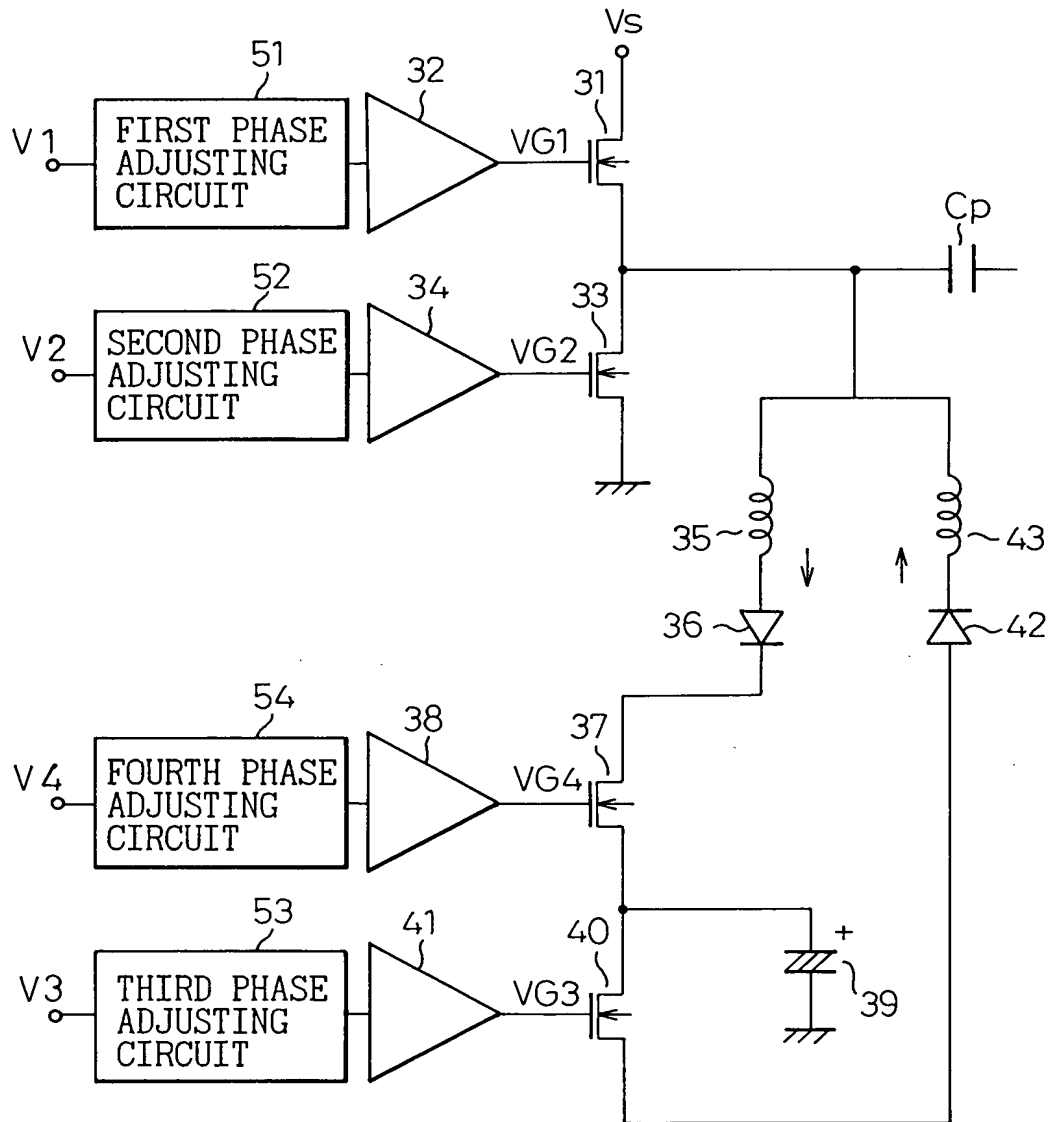 Vs
51
32
31
V1
FIRST PHASE
ADJUSTING
CIRCUIT
VG1
Cp
52
34
33
V2
SECOND PHASE
ADJUSTING
CIRCUIT
VG2
35
43
36
42
54
38
37
V4
FOURTH PHASE
ADJUSTING
CIRCUIT
VG4
53
41
40
+
39
V3
THIRD PHASE
ADJUSTING
CIRCUIT
VG3